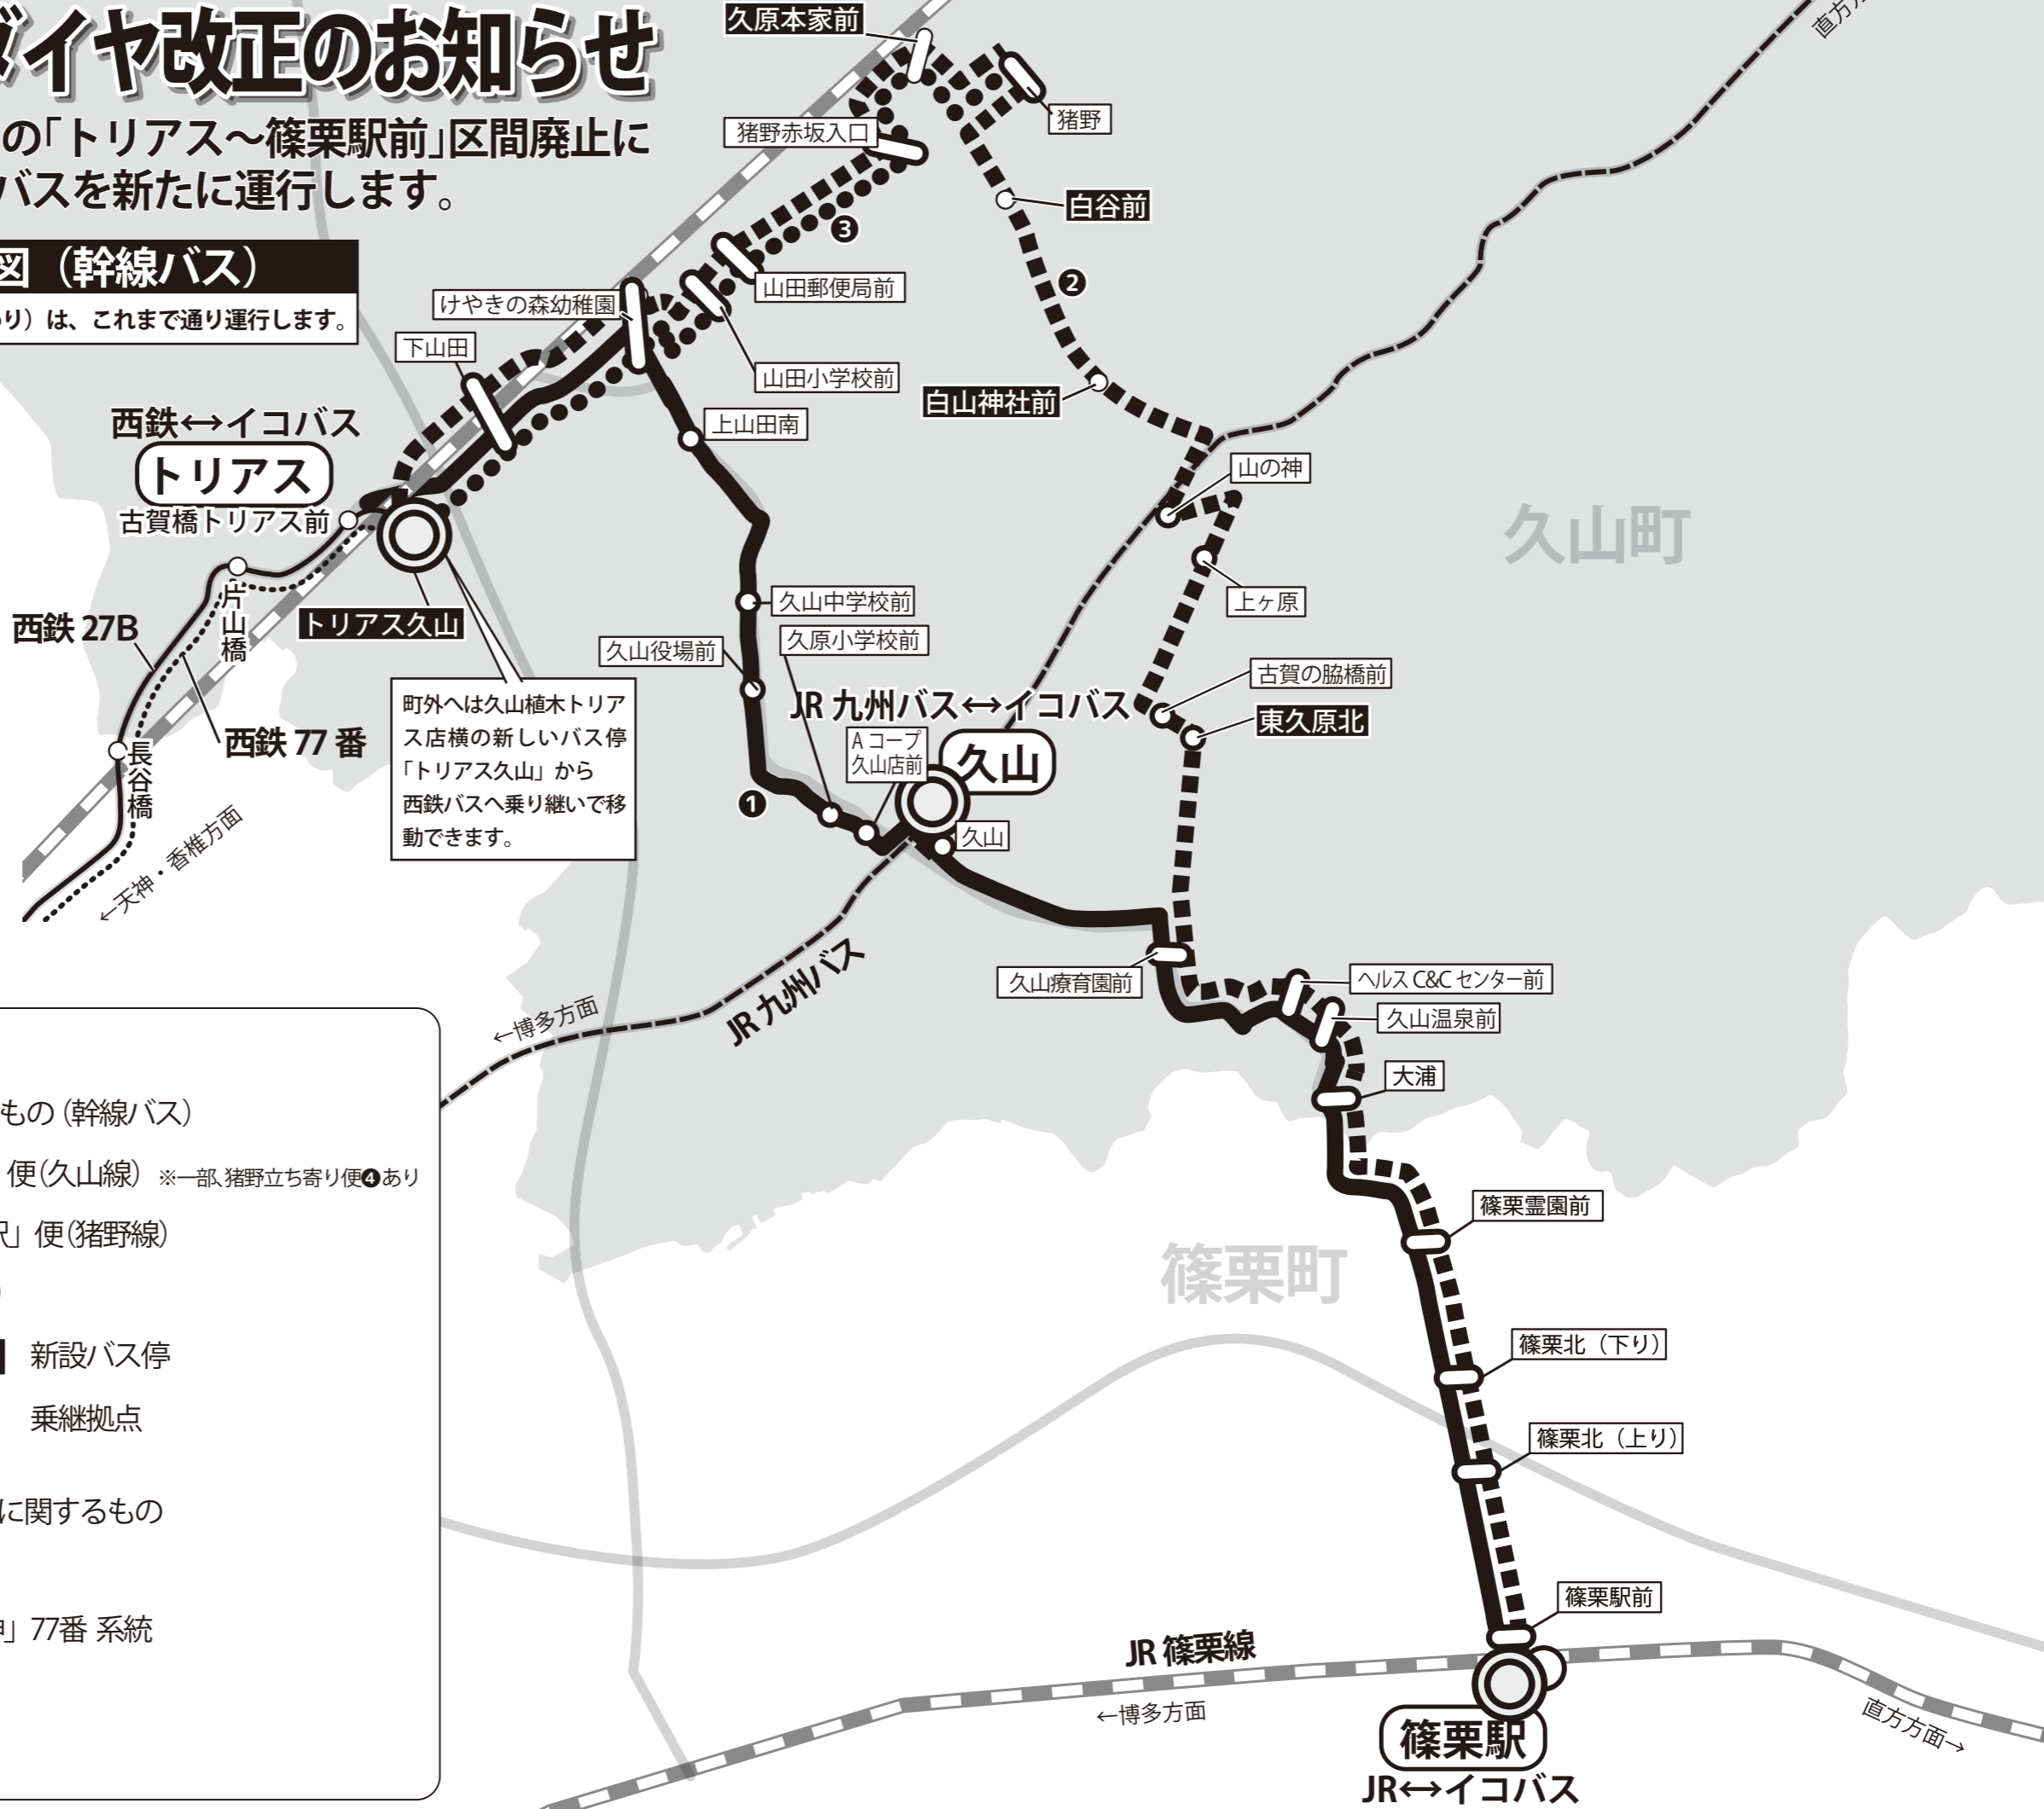 ダイヤ改正のお知らせ
の「トリアス～篠栗駅前」区間廃止に
バスを新たに運行します。
図（幹線バス）
り）は、これまで通り運行します。
久原本家前
猪野
猪野赤坂入口
白谷前
❸
❷
山田郵便局前
けやきの森幼稚園
下山田
山田小学校前
白山神社前
上山田南
西鉄↔イコバス
トリアス
古賀橋トリアス前
山の神
久山町
上ヶ原
片山橋
西鉄 27B
トリアス久山
久山中学校前
久原小学校前
久山役場前
古賀の脇橋前
東久原北
JR 九州バス↔イコバス
久山
Aコープ
久山店前
久山
❶
西鉄 77 番
長谷橋
←天神・香椎方面
町外へは久山植木トリア
ス店横の新しいバス停
「トリアス久山」から
西鉄バスへ乗り継いで移
動できます。
久山療育園前
ヘルス C&C センター前
久山温泉前
大浦
JR 九州バス
←博多方面
もの（幹線バス）
便（久山線） ※一部、猪野立ち寄り便❹あり
」便（猪野線）
新設バス停
乗継拠点
に関するもの
」77番 系統
篠栗霊園前
篠栗町
篠栗北（下り）
篠栗北（上り）
篠栗駅前
JR 篠栗線
←博多方面
直方方面→
篠栗駅
JR↔イコバス